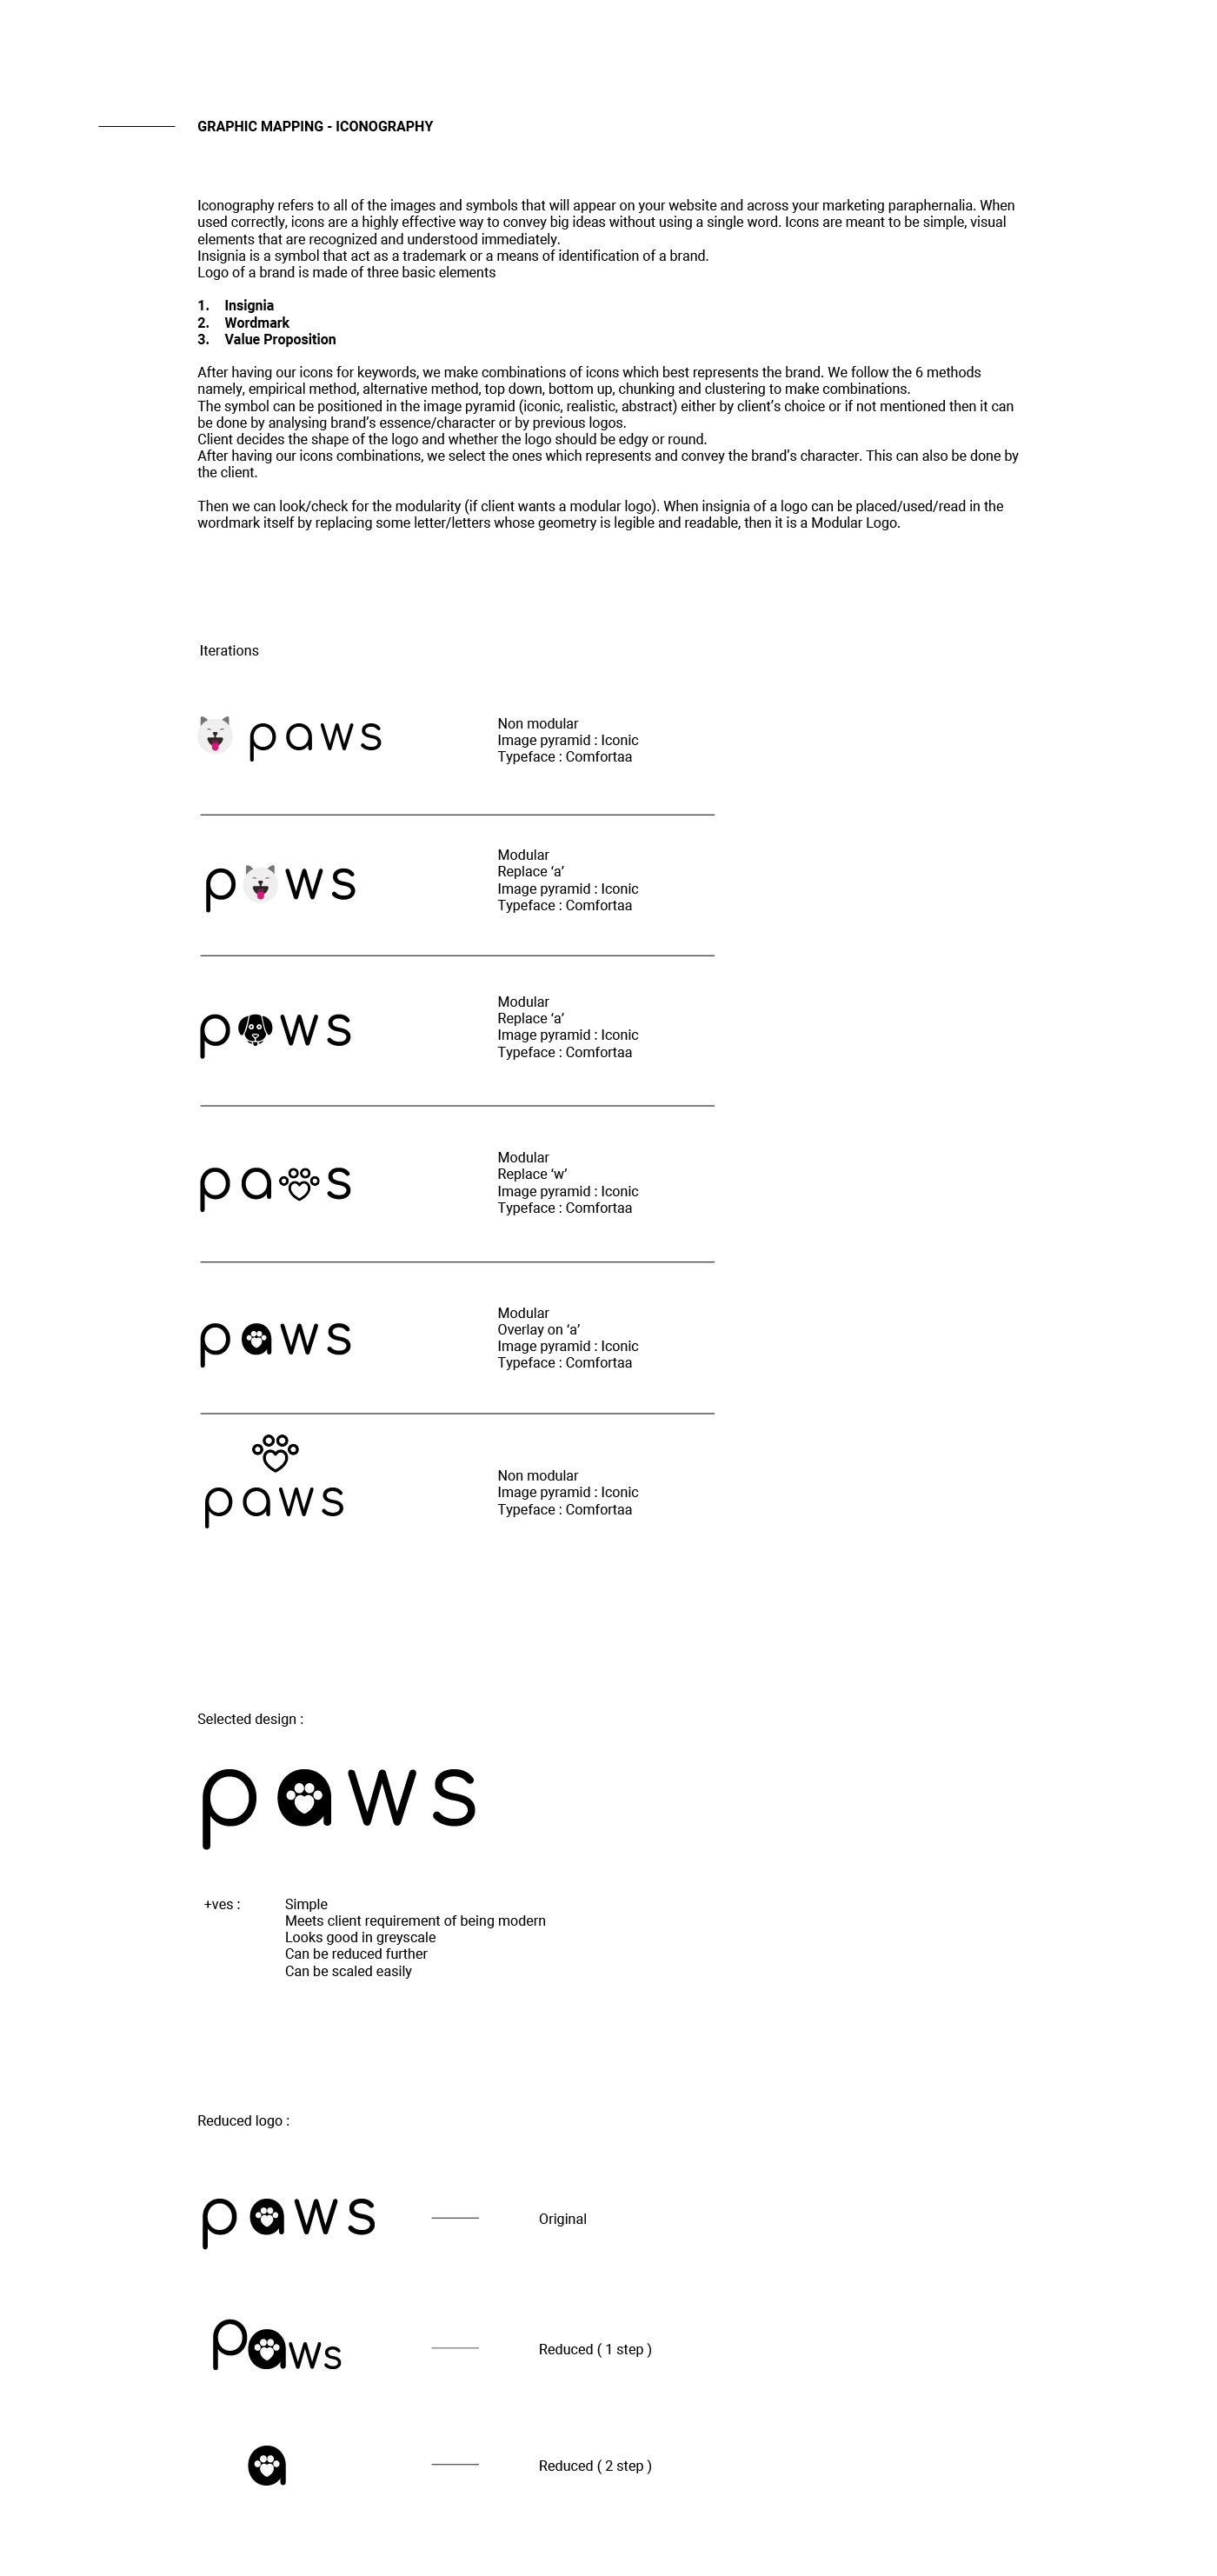 GRAPHIC MAPPING - ICONOGRAPHY
Iconography refers to all of the images and symbols that will appear on your website and across your marketing paraphernalia. When
used correctly, icons are a highly effective way to convey big ideas without using a single word. Icons are meant to be simple, visual
elements that are recognized and understood immediately.
Insignia is a symbol that act as a trademark or a means of identification of a brand.
Logo of a brand is made of three basic elements
1. Insignia
2. Wordmark
3. Value Proposition
After having our icons for keywords, we make combinations of icons which best represents the brand. We follow the 6 methods
namely, empirical method, alternative method, top down, bottom up, chunking and clustering to make combinations.
The symbol can be positioned in the image pyramid (iconic, realistic, abstract) either by client’s choice or if not mentioned then it can
be done by analysing brand’s essence/character or by previous logos.
Client decides the shape of the logo and whether the logo should be edgy or round.
After having our icons combinations, we select the ones which represents and convey the brand’s character. This can also be done by
the client.
Then we can look/check for the modularity (if client wants a modular logo). When insignia of a logo can be placed/used/read in the
wordmark itself by replacing some letter/letters whose geometry is legible and readable, then it is a Modular Logo.
Iterations
paws
Non modular
Image pyramid : Iconic
Typeface : Comfortaa
p ws
Modular
Replace ‘a’
Image pyramid : Iconic
Typeface : Comfortaa
p ws
Modular
Replace ‘a’
Image pyramid : Iconic
Typeface : Comfortaa
pa s
Modular
Replace ‘w’
Image pyramid : Iconic
Typeface : Comfortaa
paws
Modular
Overlay on ‘a’
Image pyramid : Iconic
Typeface : Comfortaa
paws
Non modular
Image pyramid : Iconic
Typeface : Comfortaa
Selected design :
paws
+ves : Simple
Meets client requirement of being modern
Looks good in greyscale
Can be reduced further
Can be scaled easily
Reduced logo :
paws
Original
paws
Reduced ( 1 step )
a
Reduced ( 2 step )